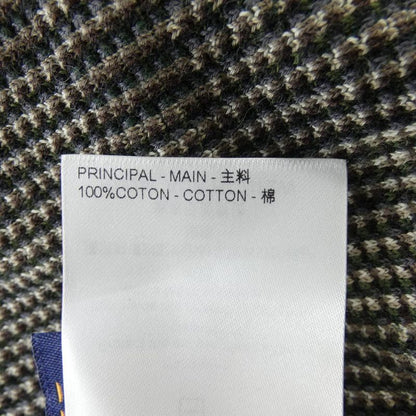 PRINCIPAL - MAIN - 主料
100%COTON - COTTON - 棉